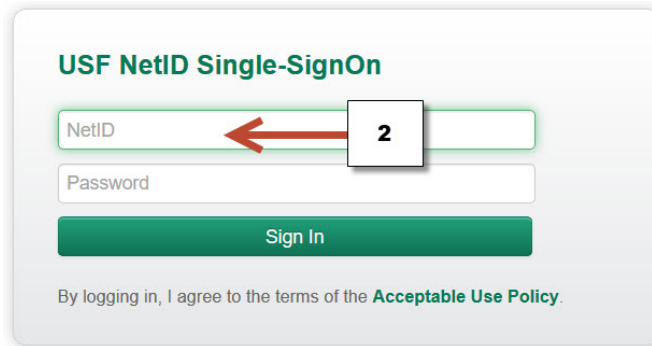 USF NetID Single-SignOn
NetID
2
Password
Sign In
By logging in, I agree to the terms of the Acceptable Use Policy.